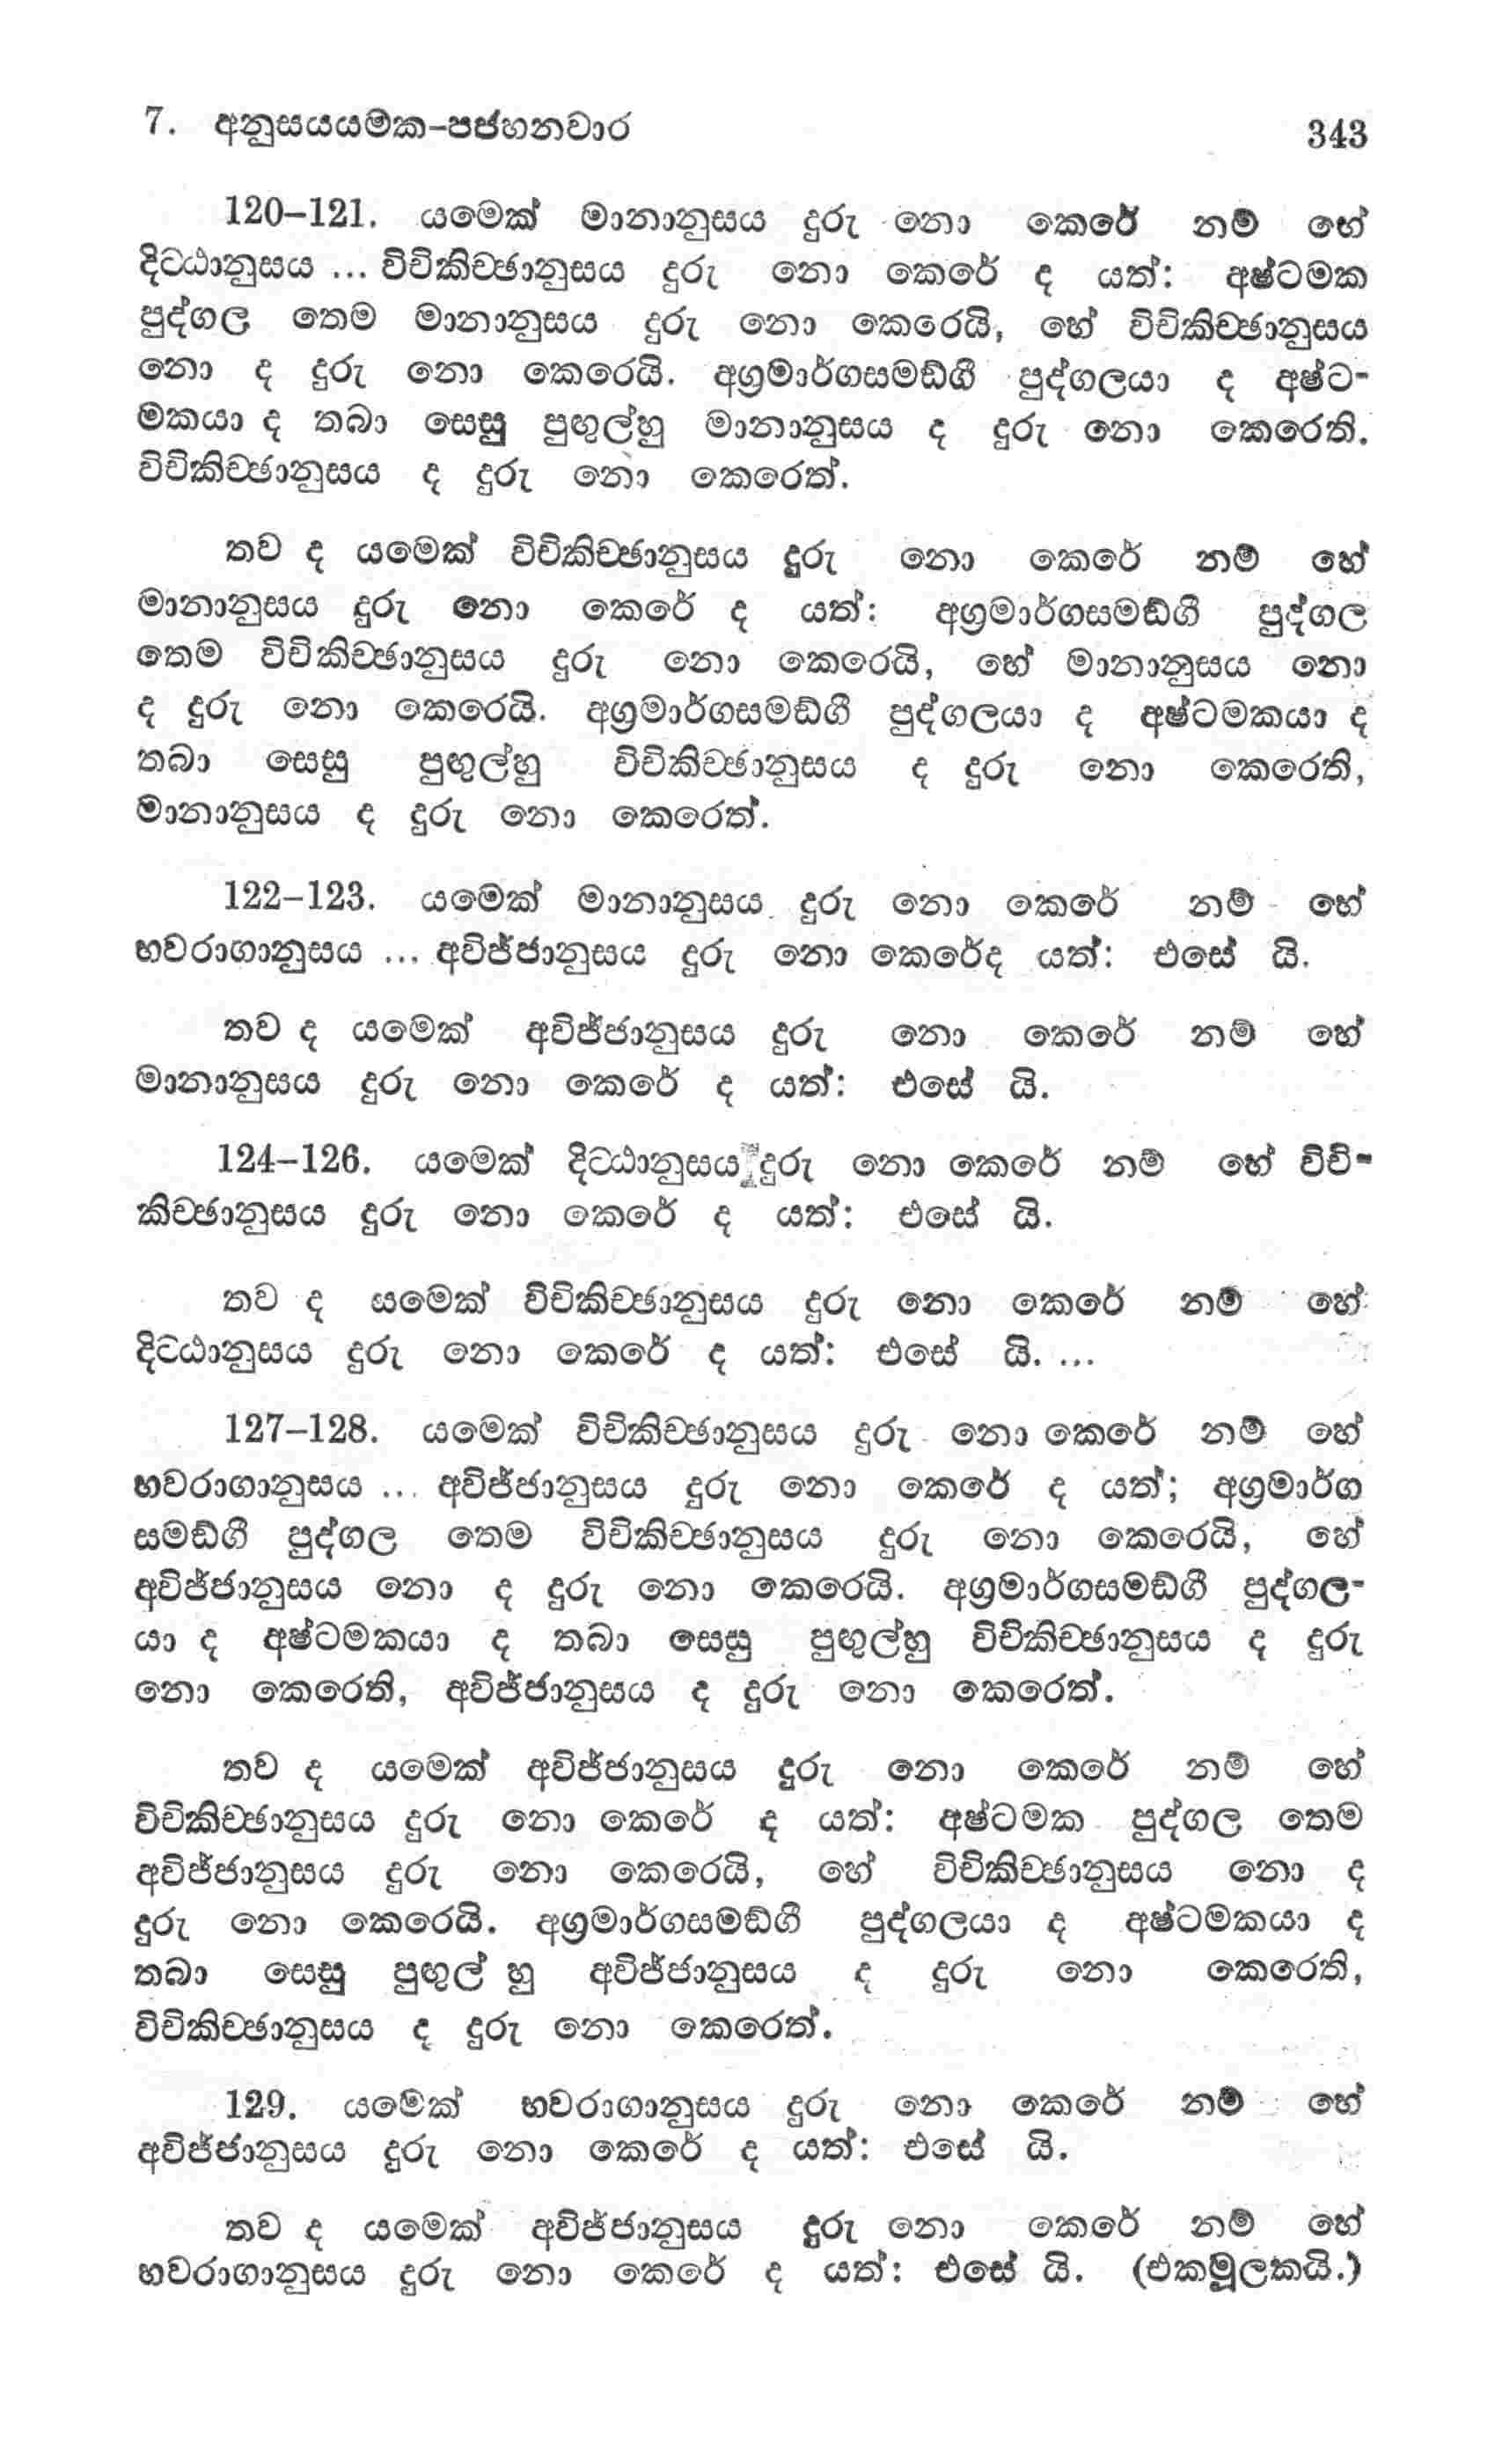 7. අනුසයයමක-පජහනවාර 343
120-121. යමෙක් මානානුසය දුරු නො කෙරේ නම් හේ
දිට්ඨානුසය ... විචිකිච්ඡානුසය දුරු නො කෙරේ ද යත්: අෂ්ටමක
පුද්ගල තෙම මානානුසය දුරු නො කෙරෙයි, හේ විචිකිච්ඡානුසය
නො ද දුරු නො කෙරෙයි. අග්‍රමාර්ගසමඞ්ගී පුද්ගලයා ද අෂ්ට-
මකයා ද තබා සෙසු පුඟුල්හු මානානුසය ද දුරු නො කෙරෙති.
විචිකිච්ඡානුසය ද දුරු නො කෙරෙත්.
තව ද යමෙක් විචිකිච්ඡානුසය දුරු නො කෙරේ නම් හේ
මානානුසය දුරු නො කෙරේ ද යත්: අග්‍රමාර්ගසමඞ්ගී පුද්ගල
තෙම විචිකිච්ඡානුසය දුරු නො කෙරෙයි, හේ මානානුසය නො
ද දුරු නො කෙරෙයි. අග්‍රමාර්ගසමඞ්ගී පුද්ගලයා ද අෂ්ටමකයා ද
තබා සෙසු පුඟුල්හු විචිකිච්ඡානුසය ද දුරු නො කෙරෙති,
මානානුසය ද දුරු නො කෙරෙත්.
122-123. යමෙක් මානානුසය දුරු නො කෙරේ නම් හේ
භවරාගානුසය ... අවිජ්ජානුසය දුරු නො කෙරේද යත්: එසේ යි.
තව ද යමෙක් අවිජ්ජානුසය දුරු නො කෙරේ නම් හේ
මානානුසය දුරු නො කෙරේ ද යත්: එසේ යි.
124-126. යමෙක් දිට්ඨානුසය දුරු නො කෙරේ නම් හේ විචි-
කිච්ඡානුසය දුරු නො කෙරේ ද යත්: එසේ යි.
තව ද යමෙක් විචිකිච්ඡානුසය දුරු නො කෙරේ නම් හේ
දිට්ඨානුසය දුරු නො කෙරේ ද යත්: එසේ යි. ...
127-128. යමෙක් විචිකිච්ඡානුසය දුරු නො කෙරේ නම් හේ
භවරාගානුසය ... අවිජ්ජානුසය දුරු නො කෙරේ ද යත්; අග්‍රමාර්ග
සමඞ්ගී පුද්ගල තෙම විචිකිච්ඡානුසය දුරු නො කෙරෙයි, හේ
අවිජ්ජානුසය නො ද දුරු නො කෙරෙයි. අග්‍රමාර්ගසමඞ්ගී පුද්ගල-
යා ද අෂ්ටමකයා ද තබා සෙසු පුඟුල්හු විචිකිච්ඡානුසය ද දුරු
නො කෙරෙති, අවිජ්ජානුසය ද දුරු නො කෙරෙත්.
තව ද යමෙක් අවිජ්ජානුසය දුරු නො කෙරේ නම් හේ
විචිකිච්ඡානුසය දුරු නො කෙරේ ද යත්: අෂ්ටමක පුද්ගල තෙම
අවිජ්ජානුසය දුරු නො කෙරෙයි, හේ විචිකිච්ඡානුසය නො ද
දුරු නො කෙරෙයි. අග්‍රමාර්ගසමඞ්ගී පුද්ගලයා ද අෂ්ටමකයා ද
තබා සෙසු පුඟුල් හු අවිජ්ජානුසය ද දුරු නො කෙරෙති,
විචිකිච්ඡානුසය ද දුරු නො කෙරෙත්.
129. යමෙක් භවරාගානුසය දුරු නො කෙරේ නම් හේ
අවිජ්ජානුසය දුරු නො කෙරේ ද යත්: එසේ යි.
තව ද යමෙක් අවිජ්ජානුසය දුරු නො කෙරේ නම් හේ
භවරාගානුසය දුරු නො කෙරේ ද යත්: එසේ යි. (එකමූලකයි.)